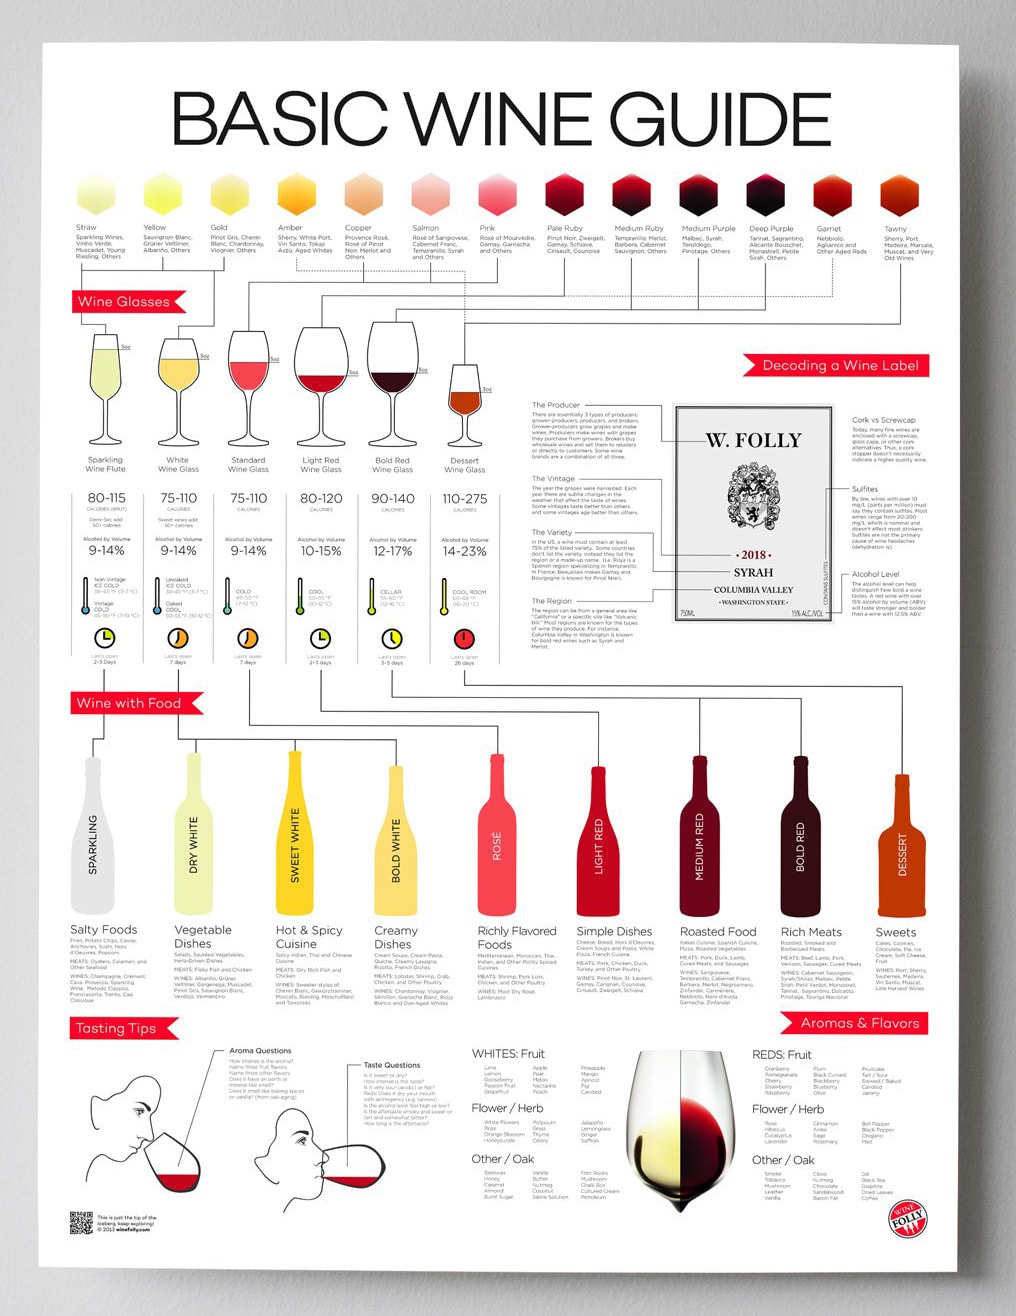 BASIC WINE GUIDE
Straw
Sparkling Wines,
Vinho Verde,
Muscadet, Young
Riesling, Others
Yellow
Sauvignon Blanc,
Grüner Veltliner,
Albariño, Others
Gold
Pinot Gris, Chenin
Blanc, Chardonnay,
Viognier, Others
Amber
Sherry, White Port,
Vin Santo, Tokaji
Aszú, Aged Whites
Copper
Provence Rosé,
Rosé of Pinot
Noir, Merlot and
Others
Salmon
Rosé of Sangiovese,
Cabernet Franc,
Tempranillo, Syrah
and Others
Pink
Rosé of Mourvèdre,
Gamay, Garnacha
and Others
Pale Ruby
Pinot Noir, Zweigelt,
Gamay, Schiava,
Cinsault, Counoise
Medium Ruby
Tempranillo, Merlot,
Barbera, Cabernet
Sauvignon, Others
Medium Purple
Malbec, Syrah,
Teroldego,
Pinotage, Others
Deep Purple
Tannat, Sagrantino,
Alicante Bouschet,
Monastrell, Petite
Sirah, Others
Garnet
Nebbiolo,
Aglianico and
Other Aged Reds
Tawny
Sherry, Port,
Madeira, Marsala,
Muscat, and Very
Old Wines
Wine Glasses
5oz
5oz
5oz
5oz
5oz
3oz
Sparkling
Wine Flute
White
Wine Glass
Standard
Wine Glass
Light Red
Wine Glass
Bold Red
Wine Glass
Dessert
Wine Glass
80-115
CALORIES (BRUT)
Demi-Sec add
50+ calories
75-110
CALORIES
Sweet wines add
50+ calories
75-110
CALORIES
80-120
CALORIES
90-140
CALORIES
110-275
CALORIES
Alcohol by Volume
9-14%
Alcohol by Volume
9-14%
Alcohol by Volume
9-14%
Alcohol by Volume
10-15%
Alcohol by Volume
12-17%
Alcohol by Volume
14-23%
Non-Vintage
ICE COLD
38-45 °F (3-7 °C)
Vintage
COLD
45-50 °F (7-10 °C)
Unoaked
ICE COLD
38-45 °F (3-7 °C)
Oaked
COLD
50-55 °F (10-12 °C)
COLD
45-50 °F
(7-10 °C)
COOL
50-55 °F
(10-12 °C)
CELLAR
55-60 °F
(12-16 °C)
COOL ROOM
60-68 °F
(16-20 °C)
Lasts open
2-3 days
Lasts open
7 days
Lasts open
7 days
Lasts open
2-3 days
Lasts open
3-5 days
Lasts open
28 days
Decoding a Wine Label
The Producer
There are essentially 3 types of producers:
grower-producers, producers, and brokers.
Grower-producers grow grapes and make
wines. Producers make wines with grapes
they purchase from growers. Brokers buy
wholesale wines and sell them to retailers
or directly to customers. Some wine
brands are a combination of all three.
The Vintage
The year the grapes were harvested. Each
year there are subtle changes in the
weather that affect the taste of wines.
Some vintages taste better than others
and some vintages age better than others.
The Variety
In the US, a wine must contain at least
75% of the listed variety. Some countries
don't list the variety, instead they list the
region or a made-up name. (i.e. Rioja is a
Spanish region specializing in Tempranillo
in France, Beaujolais makes Gamay and
Bourgogne is known for Pinot Noir).
The Region
The region can be from a general area like
"California" or a specific site like "Volcanic
Hill." Most regions are known for the types
of wine they produce. For instance,
Columbia Valley in Washington is known
for bold red wines such as Syrah and
Merlot.
W. FOLLY
• 2018 •
SYRAH
COLUMBIA VALLEY
• WASHINGTON STATE •
750ML
15% ALC./VOL
CONTAINS SULFITES
Cork vs Screwcap
Today, many fine wines are
enclosed with a screwcap,
glass cape, or other cork
alternatives. Thus, a cork
stopper doesn't necessarily
indicate a higher quality wine.
Sulfites
By law, wines with over 10
mg/L (parts per million) must
say they contain sulfites. Most
wines range from 20-200
mg/L which is nominal and
doesn't affect most drinkers.
Sulfites are not the primary
cause of wine headaches
(dehydration is).
Alcohol Level
The alcohol level can help
distinguish how bold a wine
tastes. A red wine with over
15% alcohol by volume (ABV)
will taste stronger and bolder
than a wine with 12.5% ABV.
Wine with Food
SPARKLING
DRY WHITE
SWEET WHITE
BOLD WHITE
ROSÉ
LIGHT RED
MEDIUM RED
BOLD RED
DESSERT
Salty Foods
Fries, Potato Chips, Caviar,
Anchovies, Sushi, Hors
d'Oeuvres, Popcorn
MEATS: Oysters, Calamari, and
Other Seafood
WINES: Champagne, Crémant,
Cava, Prosecco, Sparkling
Wine, Metodo Classico,
Franciacorta, Trento, Cap
Classique
Vegetable
Dishes
Salads, Sauteed Vegetables,
Herb-Driven Dishes
MEATS: Flaky Fish and Chicken
WINES: Albariño, Grüner
Veltliner, Garganega, Muscadet,
Pinot Gris, Sauvignon Blanc,
Verdejo, Vermentino
Hot & Spicy
Cuisine
Spicy Indian, Thai and Chinese
Cuisine
MEATS: Oily Rich Fish and
Chicken
WINES: Sweeter styles of
Chenin Blanc, Gewürztraminer,
Moscato, Riesling, Moschofilero
and Torrontés
Creamy
Dishes
Cream Soups, Cream Pasta,
Quiche, Creamy Lasagna,
Risotto, French Dishes
MEATS: Lobster, Shrimp, Crab,
Chicken, and Other Poultry
WINES: Chardonnay, Viognier,
Sémillon, Grenache Blanc, Rioja
Blanco and Oak-Aged Whites
Richly Flavored
Foods
Mediterranean, Moroccan, Thai,
Indian, and Other Richly Spiced
Cuisines
MEATS: Shrimp, Pork Loin,
Chicken, and Other Poultry
WINES: Most Dry Rosé,
Lambrusco
Simple Dishes
Cheese, Bread, Hors d'Oeuvres,
Cream Soups and Pasta, White
Pizza, French Cuisine
MEATS: Pork, Chicken, Duck,
Turkey, and Other Poultry
WINES: Pinot Noir, St. Laurent,
Gamay, Carignan, Counoise,
Cinsault, Zweigelt, Schiava
Roasted Food
Italian Cuisine, Spanish Cuisine,
Pizza, Roasted Vegetables
MEATS: Pork, Duck, Lamb,
Cured Meats, and Sausages
WINES: Sangiovese,
Tempranillo, Cabernet Franc,
Barbera, Merlot, Negroamaro,
Zinfandel, Carménère,
Nebbiolo, Nero d'Avola,
Garnacha, Zinfandel
Rich Meats
Roasted, Smoked and
Barbecued Meats
MEATS: Beef, Lamb, Pork,
Venison, Sausages, Cured Meats
WINES: Cabernet Sauvignon,
Syrah/Shiraz, Malbec, Petite
Sirah, Petit Verdot, Monastrell,
Tannat, Sagrantino, Dolcetto,
Pinotage, Touriga Nacional
Sweets
Cakes, Cookies,
Chocolate, Pie, Ice
Cream, Soft Cheese,
Fruit
WINES: Port, Sherry,
Sauternes, Madeira
Vin Santo, Muscat,
Late Harvest Wines
Tasting Tips
Aroma Questions
How intense is the aroma?
Name three fruit flavors
Name three other flavors
Does it have an earth or
mineral like smell?
Does it smell like baking spices
or vanilla? (from oak-aging)
Taste Questions
Is it sweet or dry?
How intense is the taste?
Is it very sour (acidic) or flat?
Reds: Does it dry your mouth
with astringency (e.g. tannins)
Is the alcohol level feel high or low?
Is the aftertaste smoky and sweet or
tart and somewhat bitter?
How long is the aftertaste?
This is just the tip of the
iceberg, keep exploring!
© 2013 winefolly.com
Aromas & Flavors
WHITES: Fruit
Lime
Lemon
Gooseberry
Passion Fruit
Grapefruit
Apple
Pear
Melon
Nectarine
Peach
Pineapple
Mango
Apricot
Fig
Candied
Flower / Herb
White Flowers
Rose
Orange Blossom
Honeysuckle
Potpourri
Grass
Thyme
Celery
Jalapeño
Lemongrass
Ginger
Saffron
Other / Oak
Beeswax
Honey
Caramel
Almond
Burnt Sugar
Vanilla
Butter
Nutmeg
Coconut
Saline Solution
Flint Rocks
Mushroom
Chalk Box
Cultured Cream
Petroleum
REDS: Fruit
Cranberry
Pomegranate
Cherry
Strawberry
Raspberry
Plum
Black Currant
Blackberry
Blueberry
Olive
Fruitcake
Tart / Sour
Stewed / Baked
Candied
Jammy
Flower / Herb
Rose
Hibiscus
Eucalyptus
Lavender
Cinnamon
Anise
Sage
Rosemary
Bell Pepper
Black Pepper
Oregano
Mint
Other / Oak
Smoke
Tobacco
Mushroom
Leather
Vanilla
Clove
Nutmeg
Chocolate
Sandalwood
Bacon Fat
Dill
Black Tea
Graphite
Dried Leaves
Coffee
WINE
FOLLY